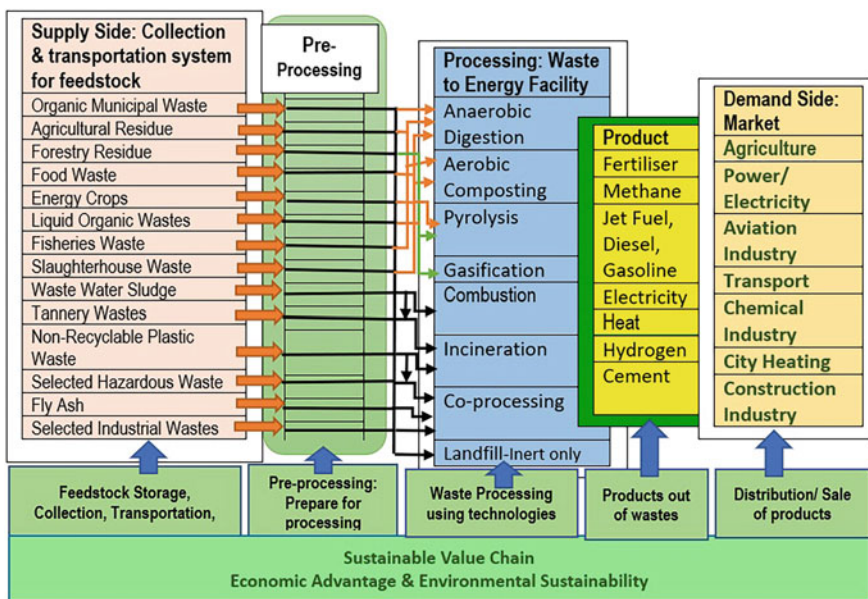 Supply Side: Collection
& transportation system
for feedstock
Organic Municipal Waste
Agricultural Residue
Forestry Residue
Food Waste
Energy Crops
Liquid Organic Wastes
Fisheries Waste
Slaughterhouse Waste
Waste Water Sludge
Tannery Wastes
Non-Recyclable Plastic
Waste
Selected Hazardous Waste
Fly Ash
Selected Industrial Wastes
Pre-
Processing
Processing: Waste
to Energy Facility
Anaerobic
Digestion
Aerobic
Composting
Pyrolysis
Gasification
Combustion
Incineration
Co-processing
Landfill-Inert only
Product
Fertiliser
Methane
Jet Fuel,
Diesel,
Gasoline
Electricity
Heat
Hydrogen
Cement
Demand Side:
Market
Agriculture
Power/
Electricity
Aviation
Industry
Transport
Chemical
Industry
City Heating
Construction
Industry
Feedstock Storage,
Collection, Transportation,
Pre-processing:
Prepare for
processing
Waste Processing
using technologies
Products out
of wastes
Distribution/ Sale
of products
Sustainable Value Chain
Economic Advantage & Environmental Sustainability